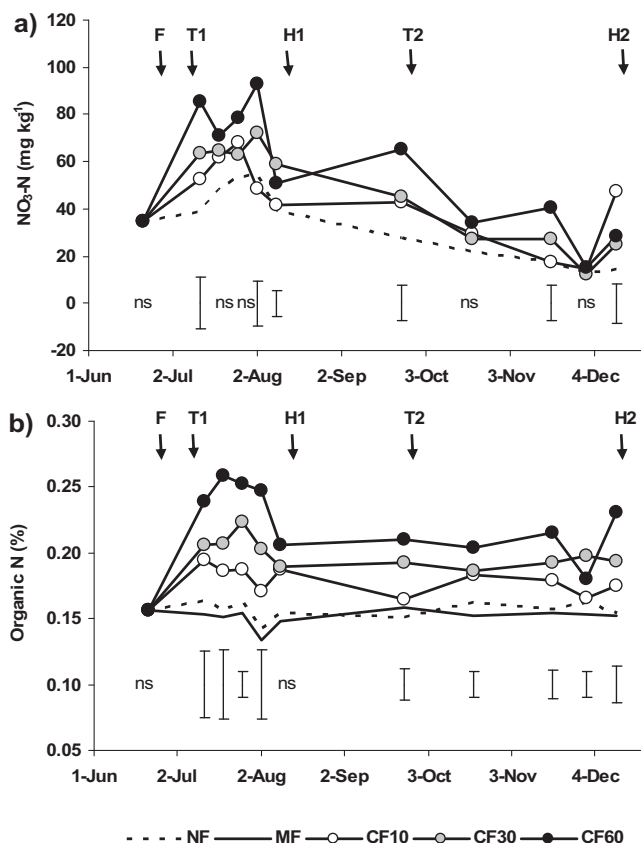 a)
F T1 H1 T2 H2
120
100
80
60
40
20
0
-20
NO3-N (mg kg1)
ns ns ns ns ns
1-Jun 2-Jul 2-Aug 2-Sep 3-Oct 3-Nov 4-Dec
b)
F T1 H1 T2 H2
0.30
0.25
0.20
0.15
0.10
0.05
Organic N (%)
ns ns
1-Jun 2-Jul 2-Aug 2-Sep 3-Oct 3-Nov 4-Dec
NF MF CF10 CF30 CF60